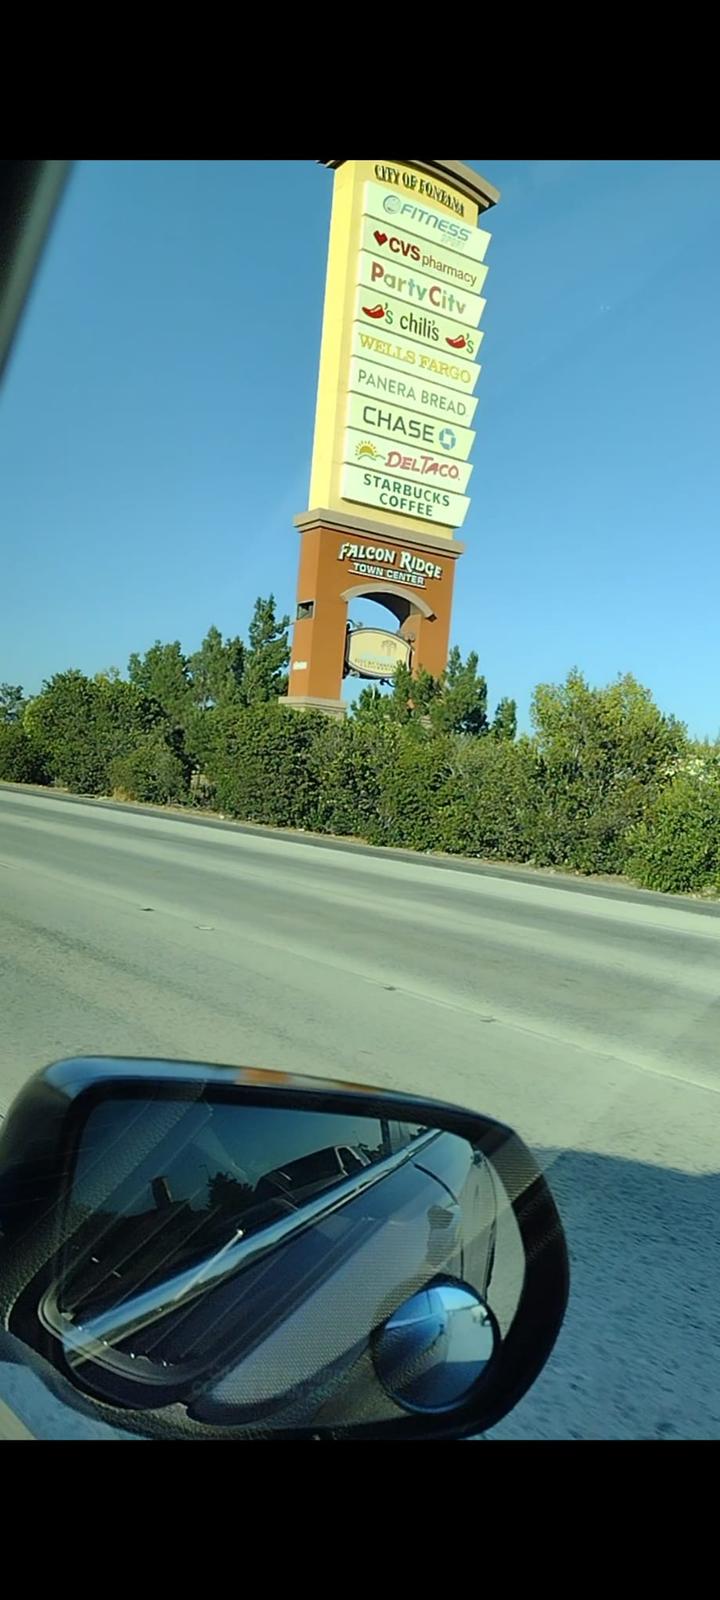 CITY OF FONTANA
FITNESS
SPORT
CVS pharmacy
Party City
's chili's 's
WELLS FARGO
PANERA BREAD
CHASE
DEL TACO
STARBUCKS
COFFEE
FALCON RIDGE
TOWN CENTER